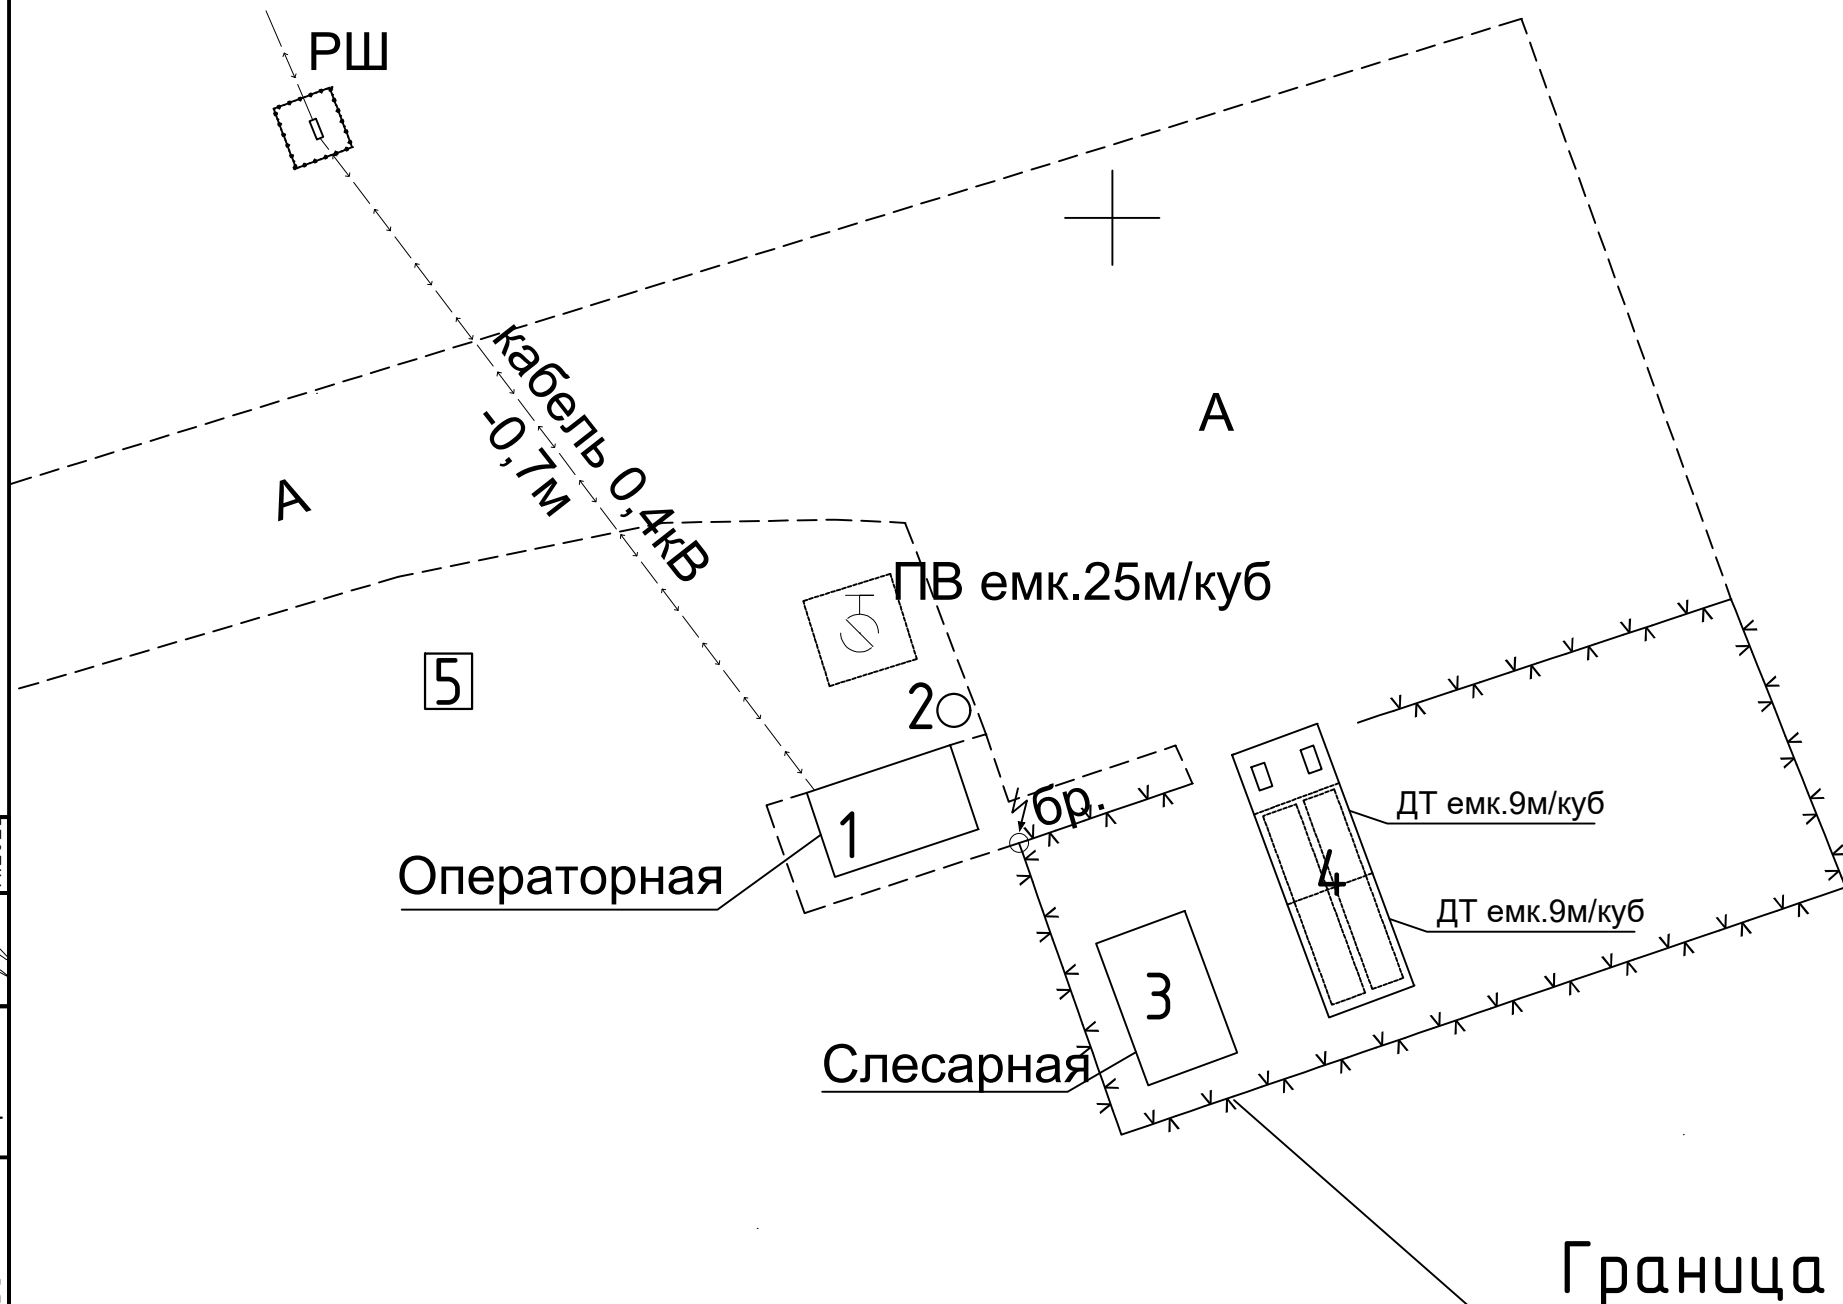 РШ
кабель 0,4кВ
-0,7м
А
А
ПВ емк.25м/куб
5
2
бр.
1
ДТ емк.9м/куб
Операторная
4
ДТ емк.9м/куб
3
Слесарная
Граница